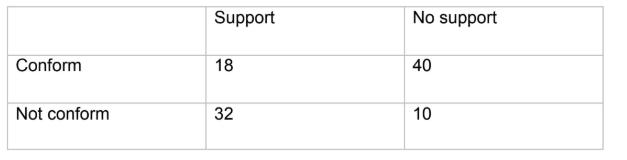 Support No support
Conform 18 40
Not conform 32 10